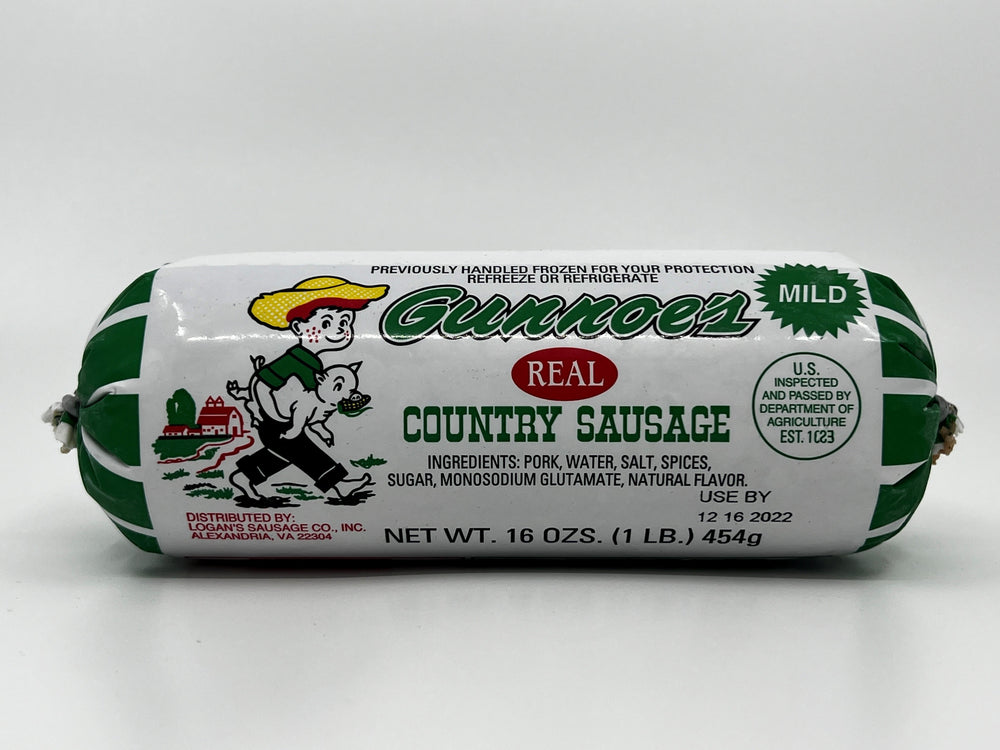 PREVIOUSLY HANDLED FROZEN FOR YOUR PROTECTION
REFREEZE OR REFRIGERATE
Gunnoe's
MILD
REAL
COUNTRY SAUSAGE
U.S.
INSPECTED
AND PASSED BY
DEPARTMENT OF
AGRICULTURE
EST. 1023
INGREDIENTS: PORK, WATER, SALT, SPICES,
SUGAR, MONOSODIUM GLUTAMATE, NATURAL FLAVOR.
USE BY
12 16 2022
DISTRIBUTED BY:
LOGAN'S SAUSAGE CO., INC.
ALEXANDRIA, VA 22304
NET WT. 16 OZS. (1 LB.) 454g